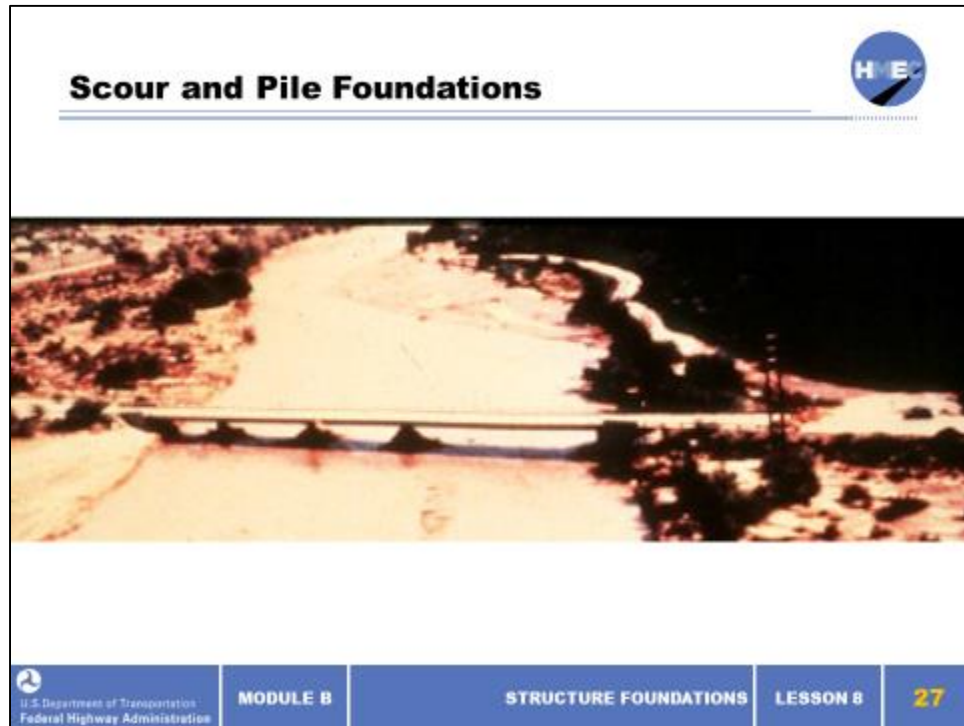 Scour and Pile Foundations
HMEC
U.S. Department of Transportation
Federal Highway Administration
MODULE B
STRUCTURE FOUNDATIONS
LESSON 8
27